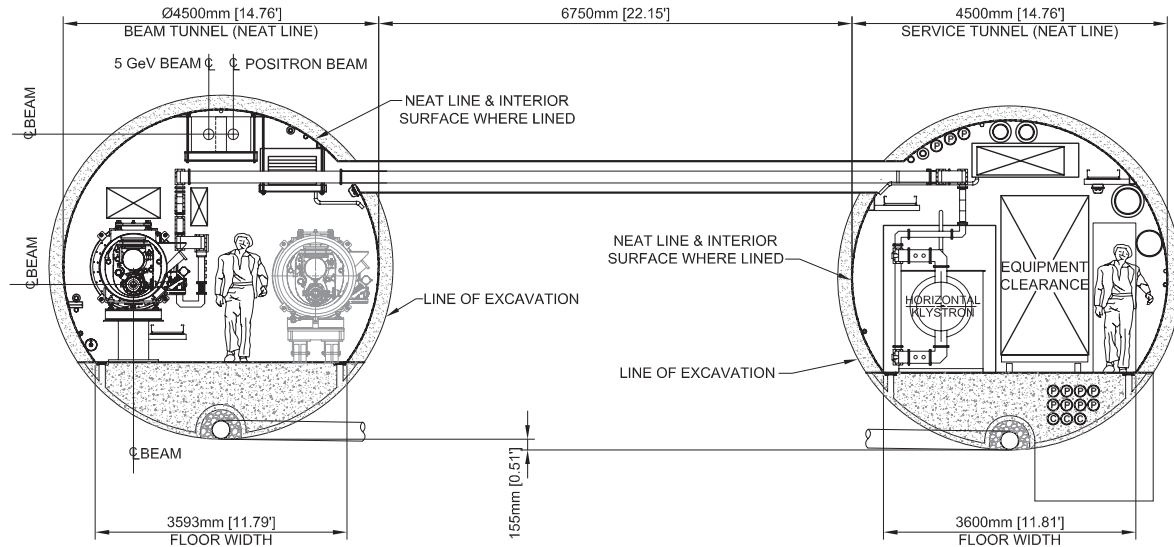 Ø4500mm [14.76']
BEAM TUNNEL (NEAT LINE)
6750mm [22.15']
4500mm [14.76']
SERVICE TUNNEL (NEAT LINE)
5 GeV BEAM ℄
℄ POSITRON BEAM
℄ BEAM
NEAT LINE & INTERIOR
SURFACE WHERE LINED
P
P
P
P
℄ BEAM
NEAT LINE & INTERIOR
SURFACE WHERE LINED
EQUIPMENT
CLEARANCE
HORIZONTAL
KLYSTRON
LINE OF EXCAVATION
LINE OF EXCAVATION
P P P P
P P P P
C C C
℄ BEAM
155mm [0.51']
3593mm [11.79']
FLOOR WIDTH
3600mm [11.81']
FLOOR WIDTH